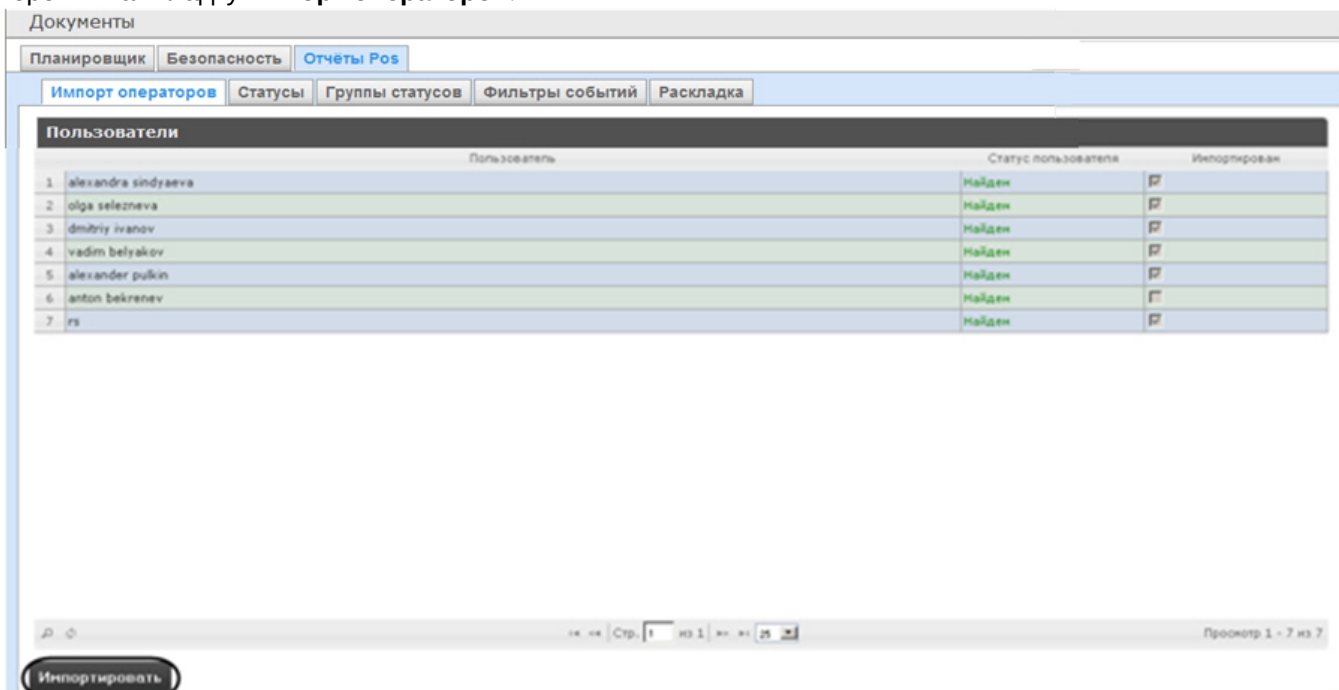 Документы
Планировщик Безопасность Отчёты Pos
Импорт операторов Статусы Группы статусов Фильтры событий Раскладка
Пользователи
Пользователь Статус пользователя Импортирован
1 alexandra sindyaeva Найден
2 olga selezneva Найден
3 dmitriy ivanov Найден
4 vadim belyakov Найден
5 alexander pulkin Найден
6 anton bekrenev Найден
7 rs Найден
Стр. 1 из 1 25 Просмотр 1 - 7 из 7
Импортировать